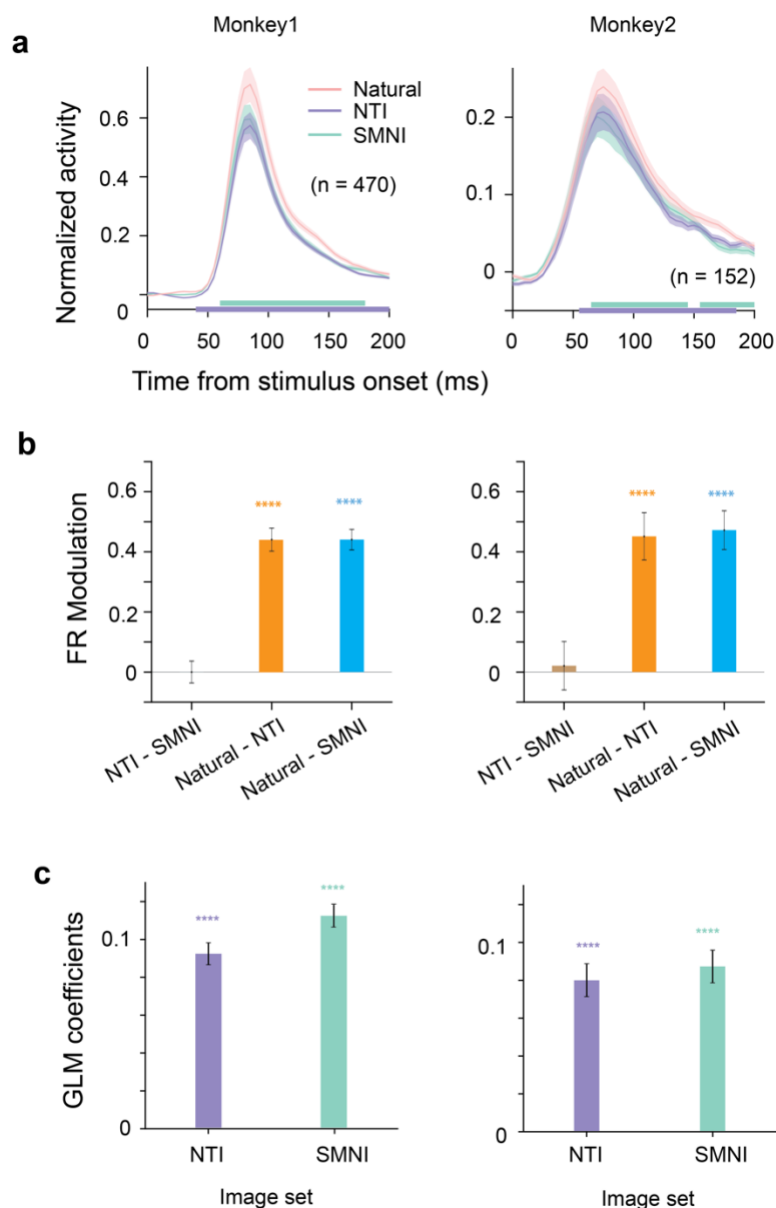 Monkey1
Monkey2
a
Normalized activity
0.6
0.4
0.2
0
Natural
NTI
SMNI
(n = 470)
0
50
100
150
200
0.2
0.1
0
(n = 152)
0
50
100
150
200
Time from stimulus onset (ms)
b
FR Modulation
0.6
0.4
0.2
0
****
****
NTI - SMNI
Natural - NTI
Natural - SMNI
0.6
0.4
0.2
0
****
****
NTI - SMNI
Natural - NTI
Natural - SMNI
c
GLM coefficients
0.1
0
****
****
NTI
SMNI
Image set
0.1
0
****
****
NTI
SMNI
Image set